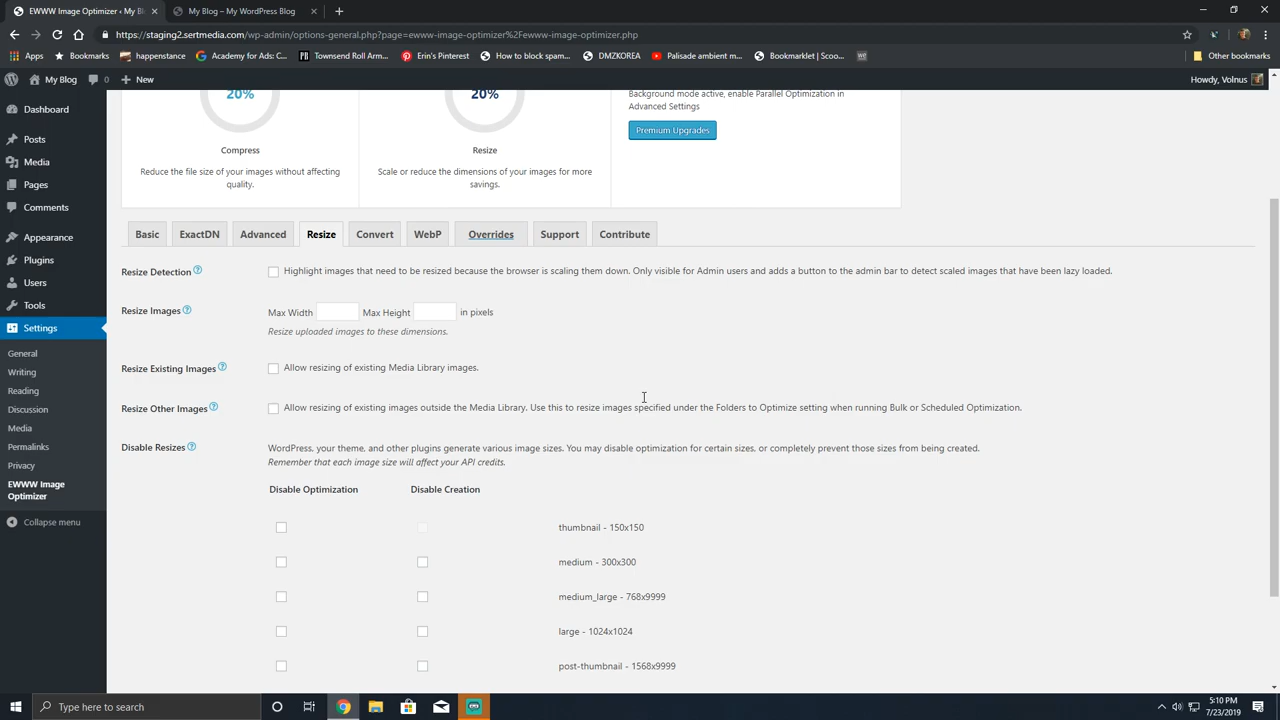 EWWW Image Optimizer ‹ My Bl
Resources Blog
https://staging2.sertmedia.com/wp-admin/options-general.php?page=ewww-image-optimizer%2Feww-image-optimizer.php
Apps Bookmarks happenstance Academy for Ads C... Townsend Roll Arm... Erin's Pinterest How to block spam... DMZKOREA Palisade ambient m... Bookmarklet | Go... Other bookmarks
My Blog 0 New Howdy, Volnus
Dashboard
Posts
Media
Pages
Comments
Appearance
Plugins
Users
Tools
Settings
General
Writing
Reading
Discussion
Media
Permalinks
Privacy
EWWW Image
Optimizer
Collapse menu
20%
Compress
Reduce the file size of your images without affecting
quality.
20%
Resize
Scale or reduce the dimensions of your images for more
savings.
Background mode active, enable Parallel Optimization in
Advanced Settings
Premium Upgrades
Basic ExactDN Advanced Resize Convert WebP Overrides Support Contribute
Resize Detection Highlight images that need to be resized because the browser is scaling them down. Only visible for Admin users and adds a button to the admin bar to detect scaled images that have been lazy loaded.
Resize Images Max Width Max Height in pixels
Resize uploaded images to these dimensions.
Resize Existing Images Allow resizing of existing Media Library images.
Resize Other Images Allow resizing of existing images outside the Media Library. Use this to resize images specified under the Folders to Optimize setting when running Bulk or Scheduled Optimization.
Disable Resizes WordPress, your theme, and other plugins generate various image sizes. You may disable optimization for certain sizes, or completely prevent those sizes from being created.
Remember that each image size will affect your API credits.
Disable Optimization Disable Creation
thumbnail - 150x150
medium - 300x300
medium_large - 768x9999
large - 1024x1024
post-thumbnail - 1568x9999
Type here to search
5:10 PM
7/23/2019